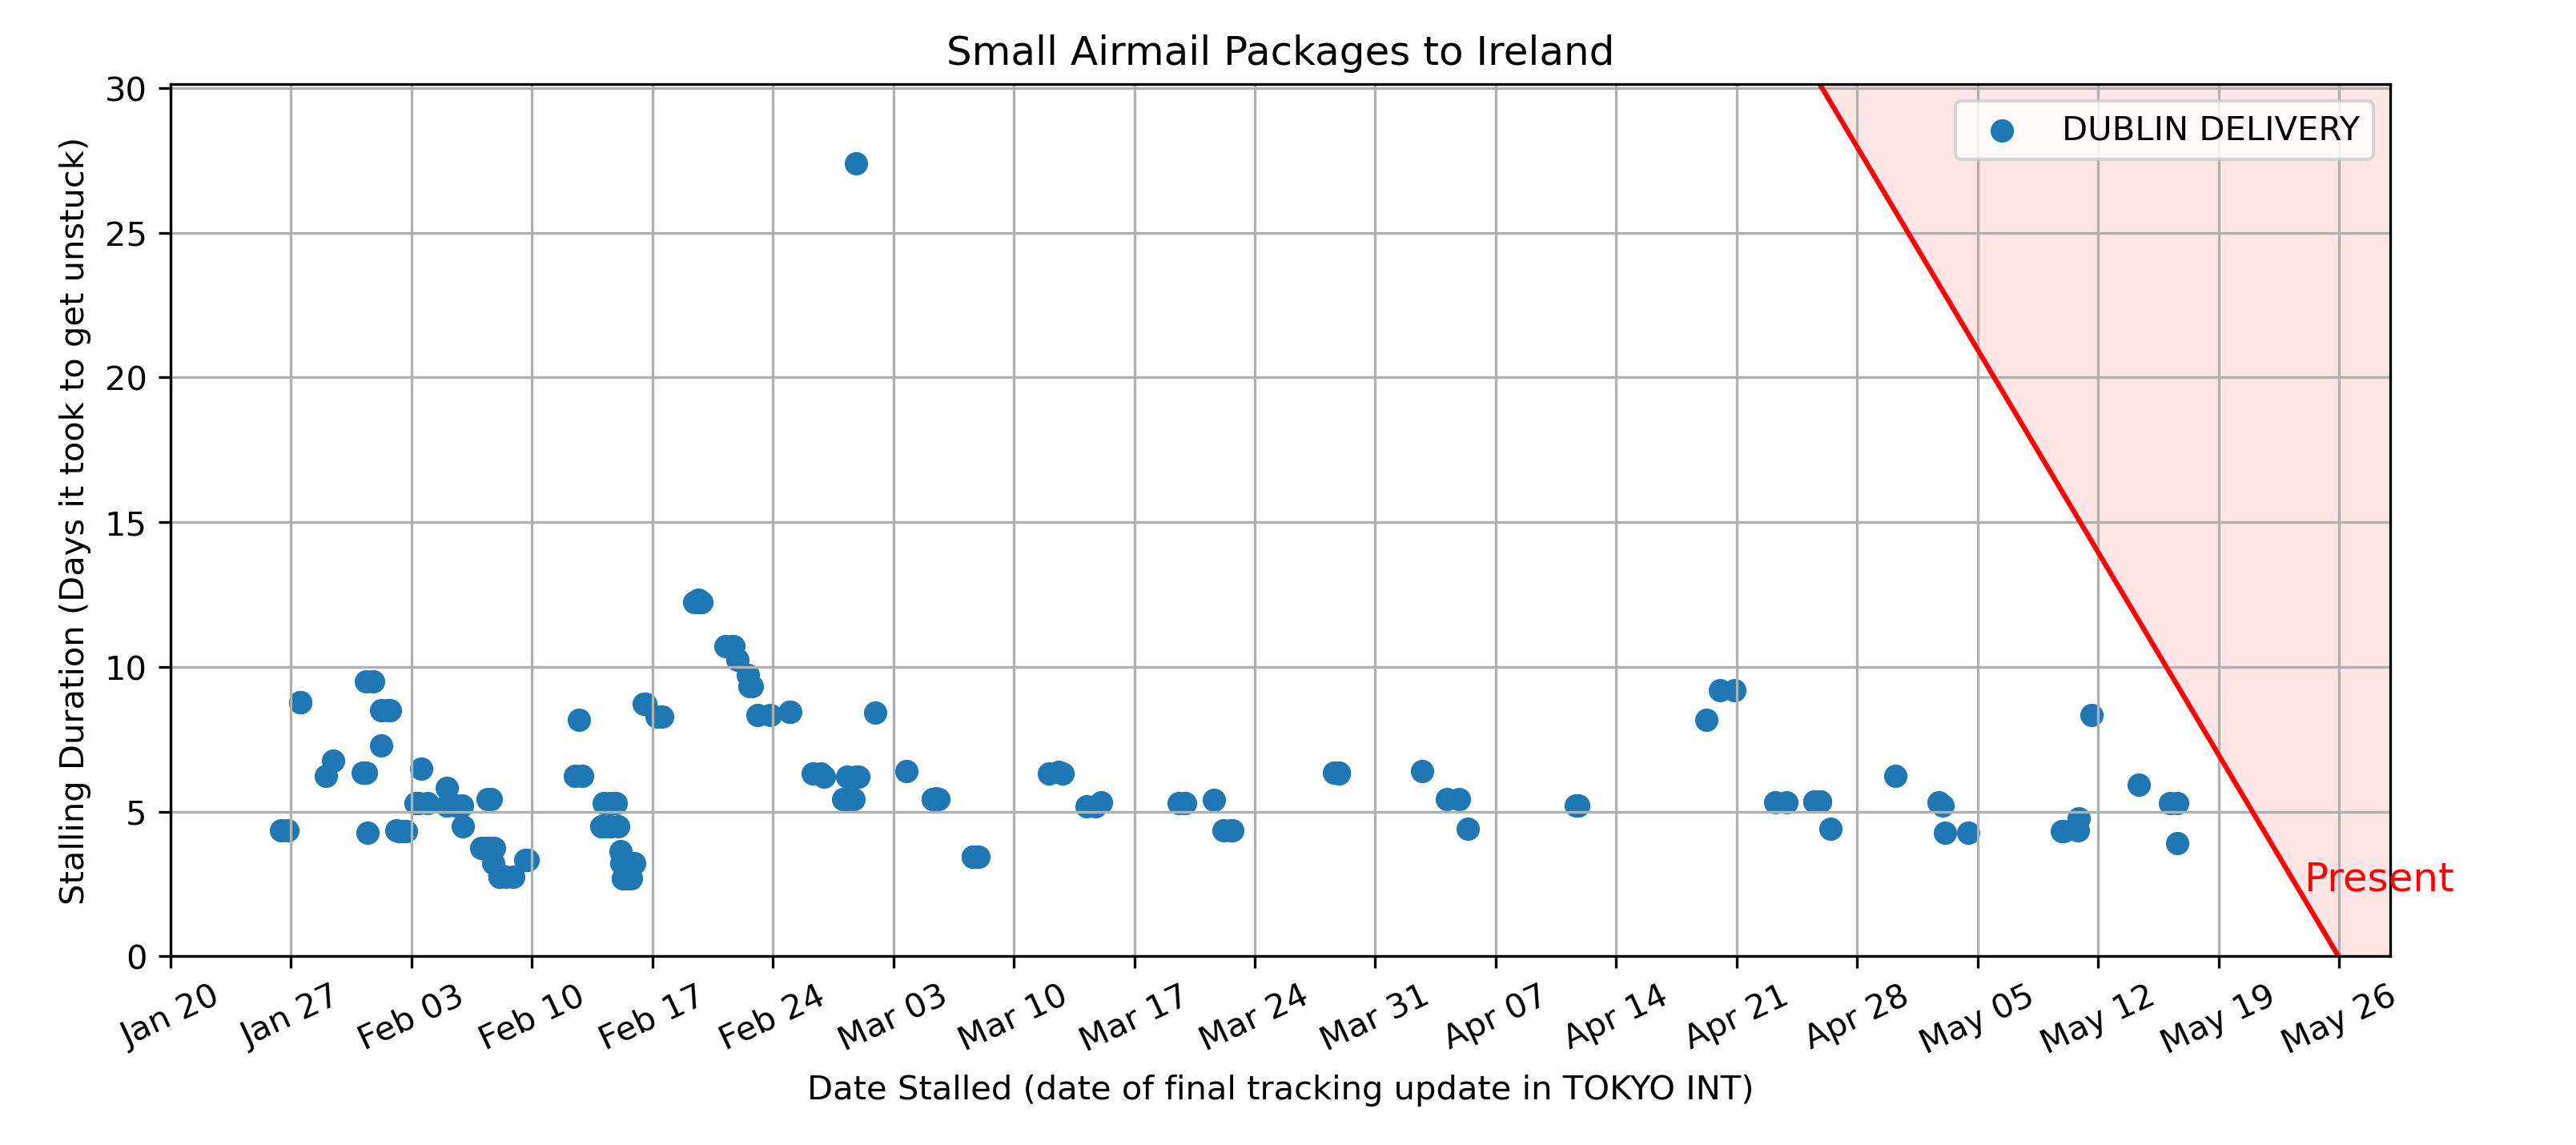 Small Airmail Packages to Ireland
Stalling Duration (Days it took to get unstuck)
30
25
20
15
10
5
0
DUBLIN DELIVERY
Present
Jan 20
Jan 27
Feb 03
Feb 10
Feb 17
Feb 24
Mar 03
Mar 10
Mar 17
Mar 24
Mar 31
Apr 07
Apr 14
Apr 21
Apr 28
May 05
May 12
May 19
May 26
Date Stalled (date of final tracking update in TOKYO INT)